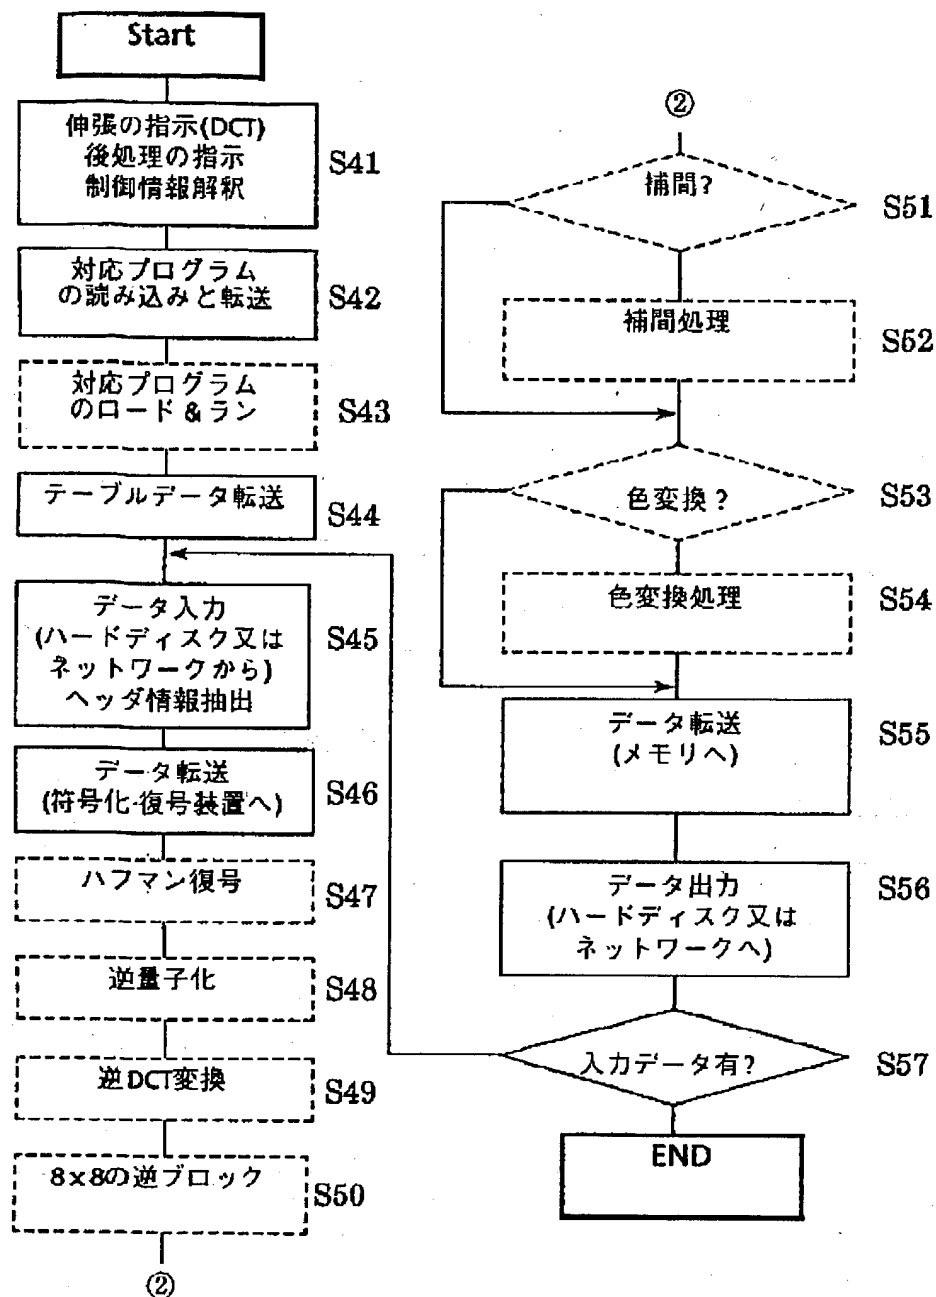 Start
伸張の指示(DCT)
後処理の指示
制御情報解釈
S41
対応プログラム
の読み込みと転送
S42
対応プログラム
のロード&ラン
S43
テーブルデータ転送
S44
データ入力
(ハードディスク又は
ネットワークから)
ヘッダ情報抽出
S45
データ転送
(符号化・復号装置へ)
S46
ハフマン復号
S47
逆量子化
S48
逆DCT変換
S49
8×8の逆ブロック
S50
②
②
補間?
S51
補間処理
S52
色変換?
S53
色変換処理
S54
データ転送
(メモリへ)
S55
データ出力
(ハードディスク又は
ネットワークへ)
S56
入力データ有?
S57
END